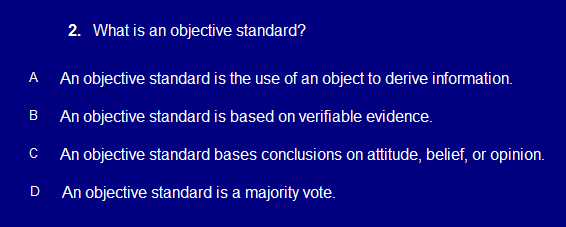 2. What is an objective standard?
A An objective standard is the use of an object to derive information.
B An objective standard is based on verifiable evidence.
C An objective standard bases conclusions on attitude, belief, or opinion.
D An objective standard is a majority vote.